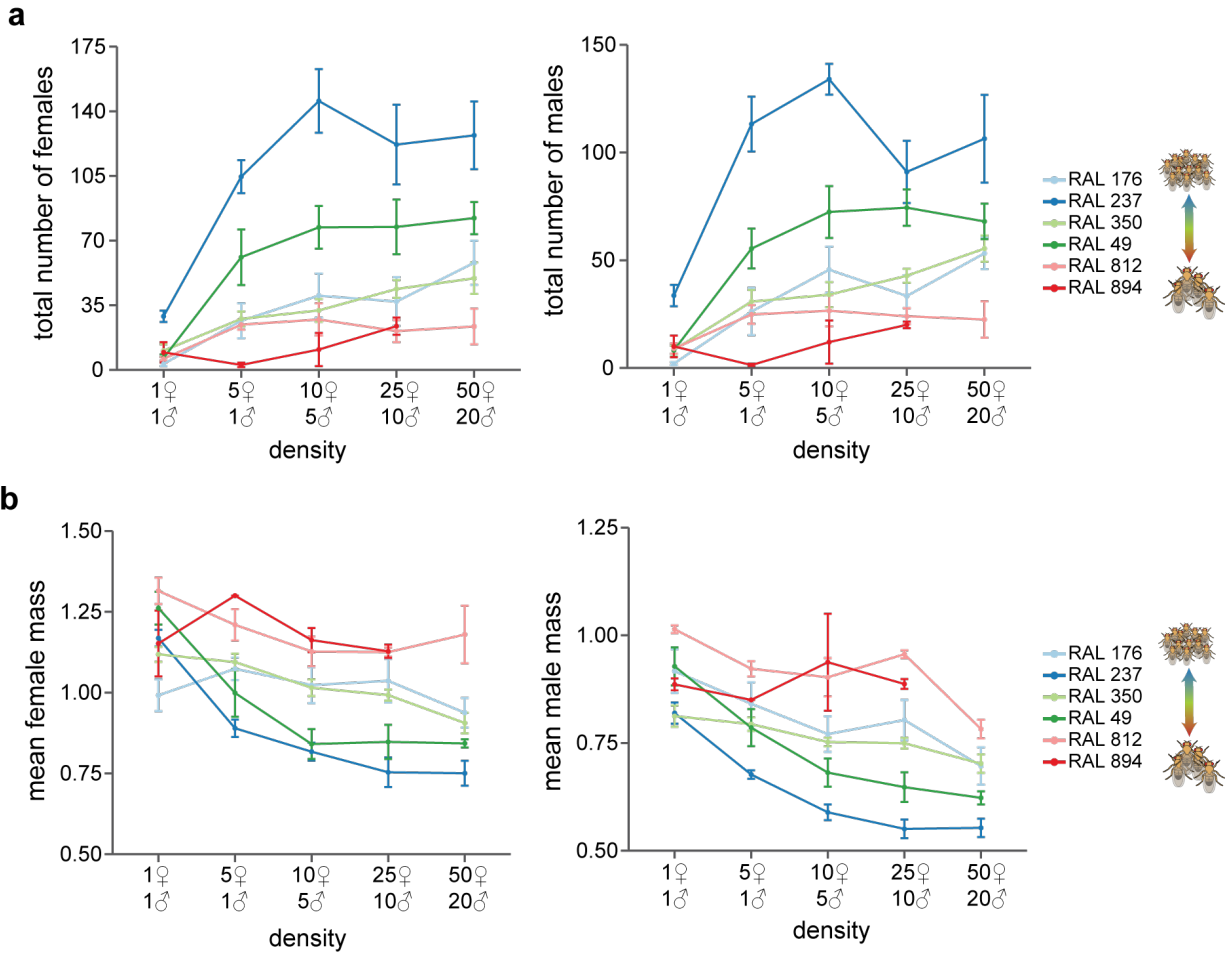 a
total number of females
175
140
105
70
35
0
1♀ 5♀ 10♀ 25♀ 50♀
1♂ 1♂ 5♂ 10♂ 20♂
density
total number of males
150
100
50
0
1♀ 5♀ 10♀ 25♀ 50♀
1♂ 1♂ 5♂ 10♂ 20♂
density
RAL 176
RAL 237
RAL 350
RAL 49
RAL 812
RAL 894
b
mean female mass
1.50
1.25
1.00
0.75
0.50
1♀ 5♀ 10♀ 25♀ 50♀
1♂ 1♂ 5♂ 10♂ 20♂
density
mean male mass
1.25
1.00
0.75
0.50
1♀ 5♀ 10♀ 25♀ 50♀
1♂ 1♂ 5♂ 10♂ 20♂
density
RAL 176
RAL 237
RAL 350
RAL 49
RAL 812
RAL 894